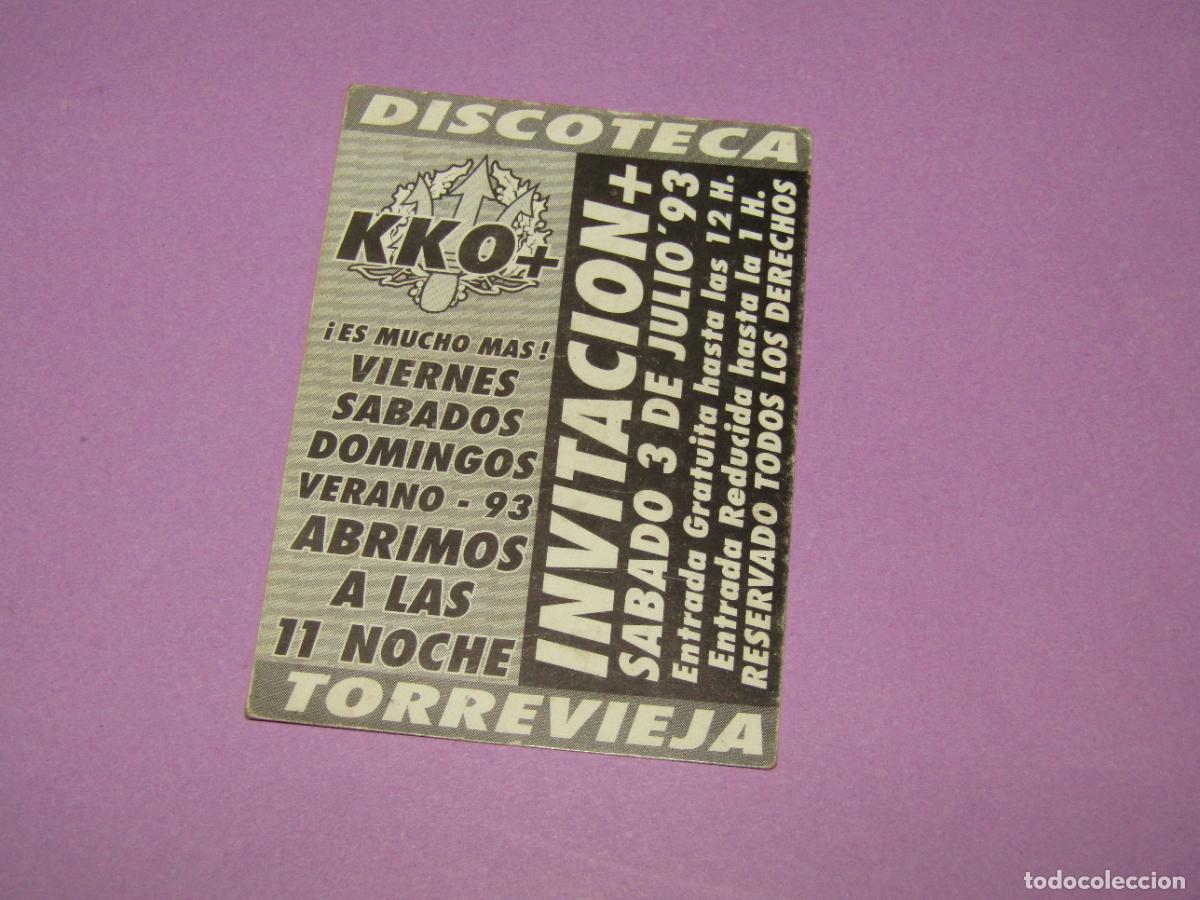 DISCOTECA
KKO+
¡ES MUCHO MAS!
VIERNES
SABADOS
DOMINGOS
VERANO - 93
ABRIMOS
A LAS
11 NOCHE
INVITACION+
SABADO 3 DE JULIO´93
Entrada Gratuita hasta las 12 H.
Entrada Reducida hasta la 1 H.
RESERVADO TODOS LOS DERECHOS
TORREVIEJA
todocoleccion